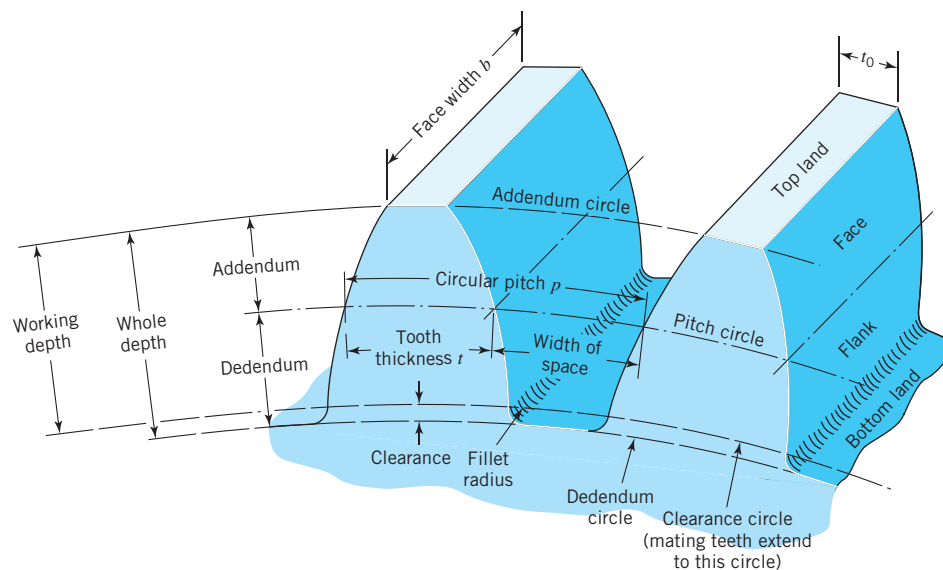 Face width b
t0
Top land
Addendum circle
Face
Addendum
Circular pitch p
Working
depth
Whole
depth
Pitch circle
Flank
Tooth
thickness t
Width of
space
Dedendum
Bottom land
Clearance
Fillet
radius
Dedendum
circle
Clearance circle
(mating teeth extend
to this circle)